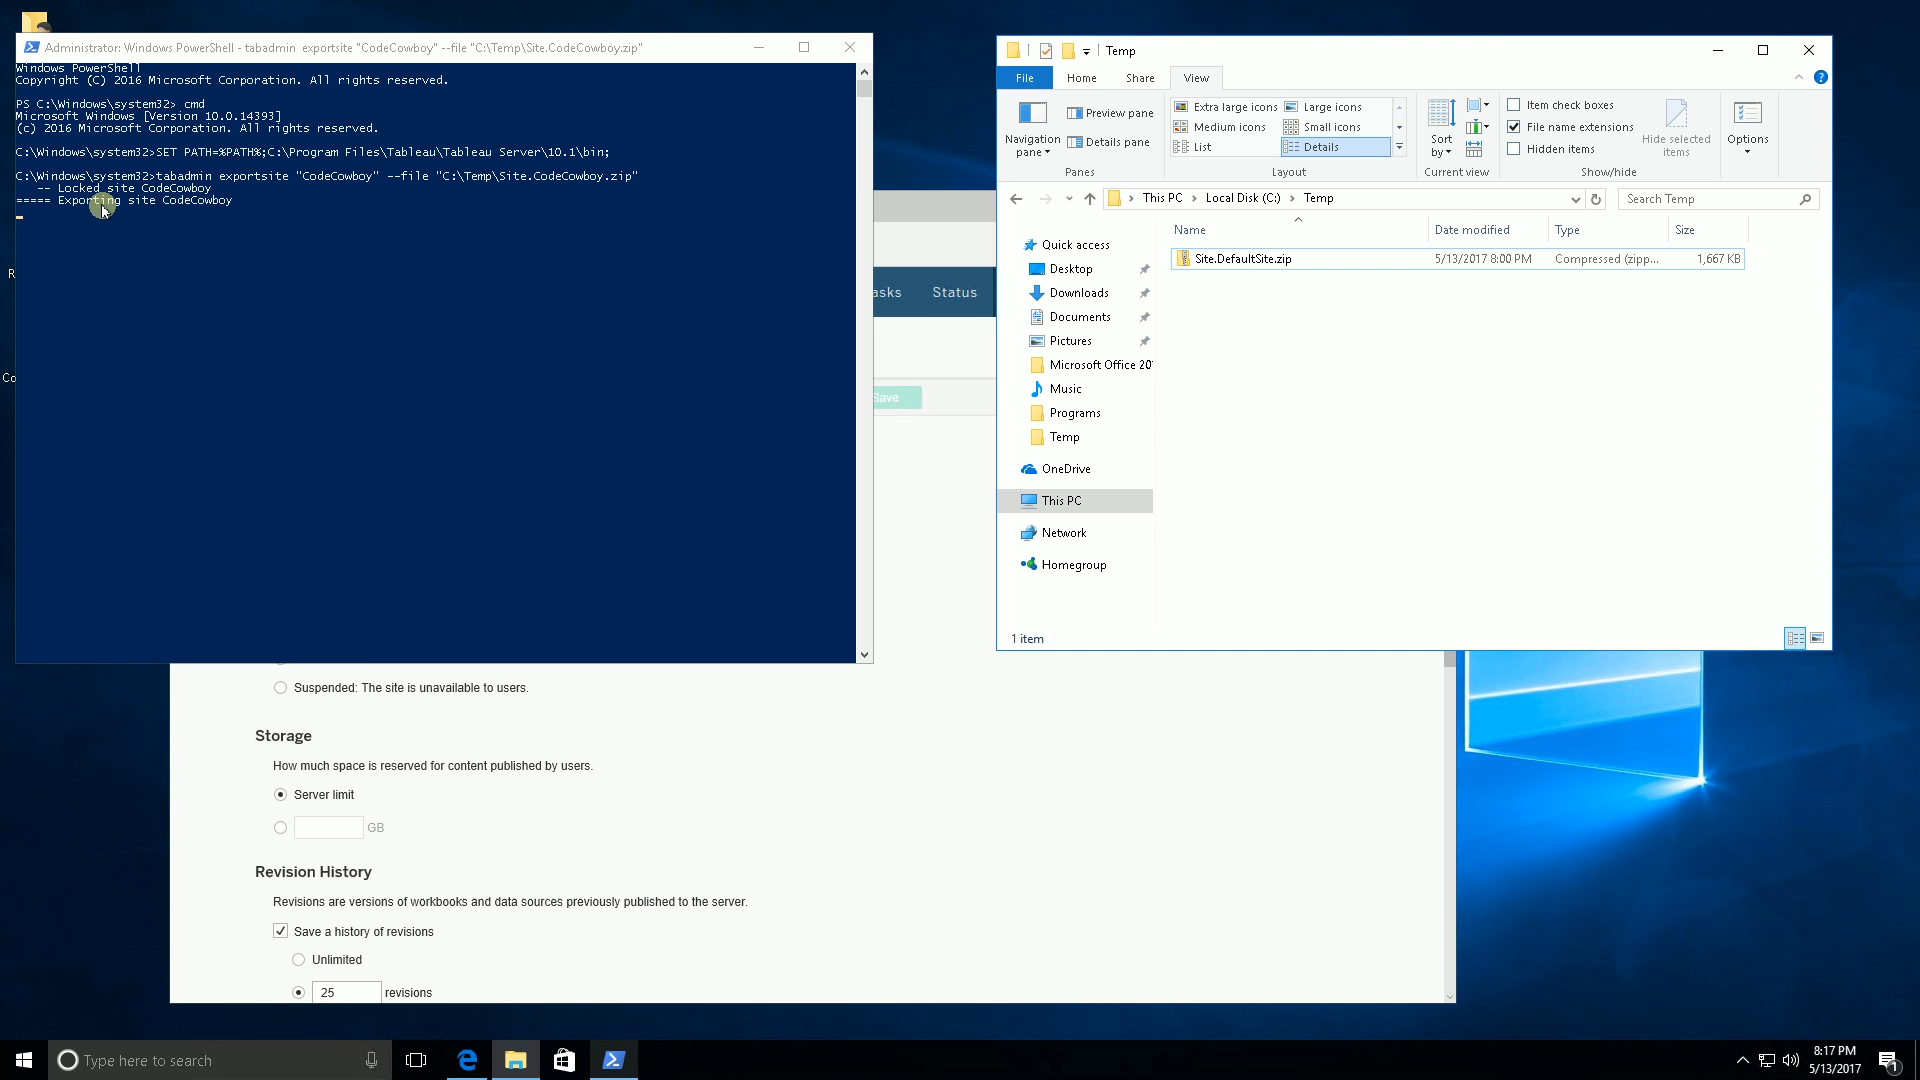 Administrator: Windows PowerShell - tabadmin exportsite "CodeCowboy" --file "C:\Temp\Site.CodeCowboy.zip"
Windows PowerShell
Copyright (C) 2016 Microsoft Corporation. All rights reserved.
PS C:\Windows\system32> cmd
Microsoft Windows [Version 10.0.14393]
(c) 2016 Microsoft Corporation. All rights reserved.
C:\Windows\system32>SET PATH=%PATH%;C:\Program Files\Tableau\Tableau Server\10.1\bin;
C:\Windows\system32>tabadmin exportsite "CodeCowboy" --file "C:\Temp\Site.CodeCowboy.zip"
-- Locked site CodeCowboy
===== Exporting site CodeCowboy
R
Co
asks Status
Save
Temp
File Home Share View
Navigation pane
Preview pane
Details pane
Panes
Extra large icons Large icons
Medium icons Small icons
List Details
Layout
Sort by
Current view
Item check boxes
File name extensions
Hidden items
Hide selected items
Show/hide
Options
This PC > Local Disk (C:) > Temp
Search Temp
Name Date modified Type Size
Site.DefaultSite.zip 5/13/2017 8:00 PM Compressed (zipp... 1,667 KB
Quick access
Desktop
Downloads
Documents
Pictures
Microsoft Office 20
Music
Programs
Temp
OneDrive
This PC
Network
Homegroup
1 item
Suspended: The site is unavailable to users.
Storage
How much space is reserved for content published by users.
Server limit
GB
Revision History
Revisions are versions of workbooks and data sources previously published to the server.
Save a history of revisions
Unlimited
25 revisions
Type here to search
8:17 PM
5/13/2017
1